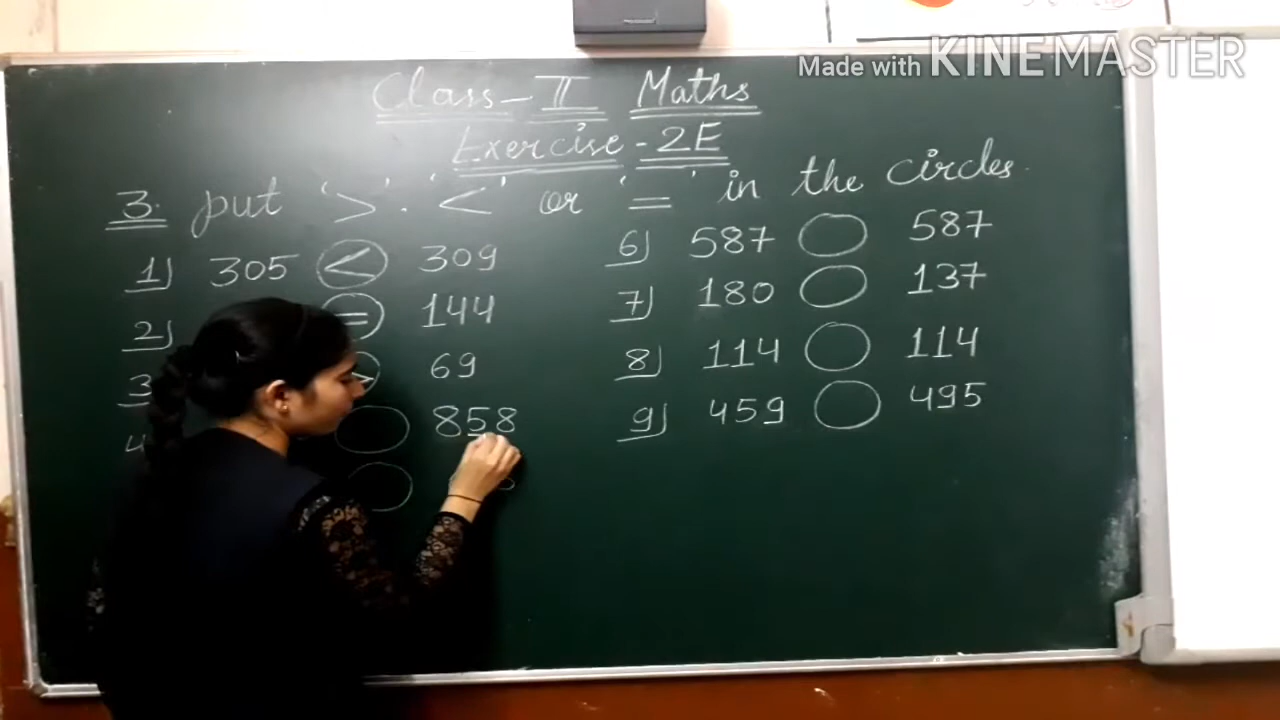 Made with KINEMASTER
Class-II Maths
Exercise-2E
3. put '>'. '<' or '=' in the circles.
1) 305 < 309
2) = 144
3 > 69
4 858
6) 587 587
7) 180 137
8) 114 114
9) 459 495